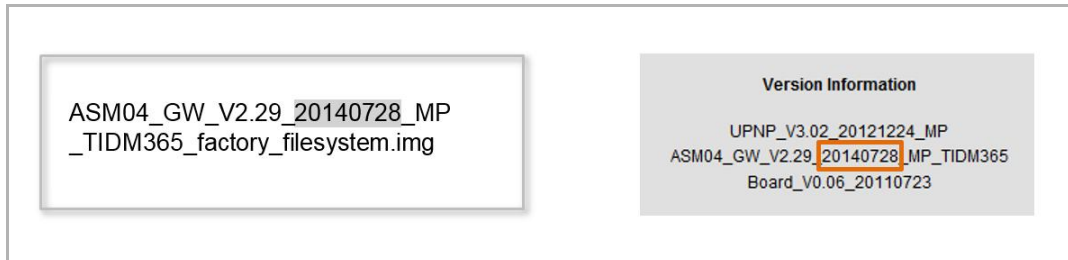 ASM04_GW_V2.29_20140728_MP
_TIDM365_factory_filesystem.img
Version Information
UPNP_V3.02_20121224_MP
ASM04_GW_V2.29_20140728_MP_TIDM365
Board_V0.06_20110723